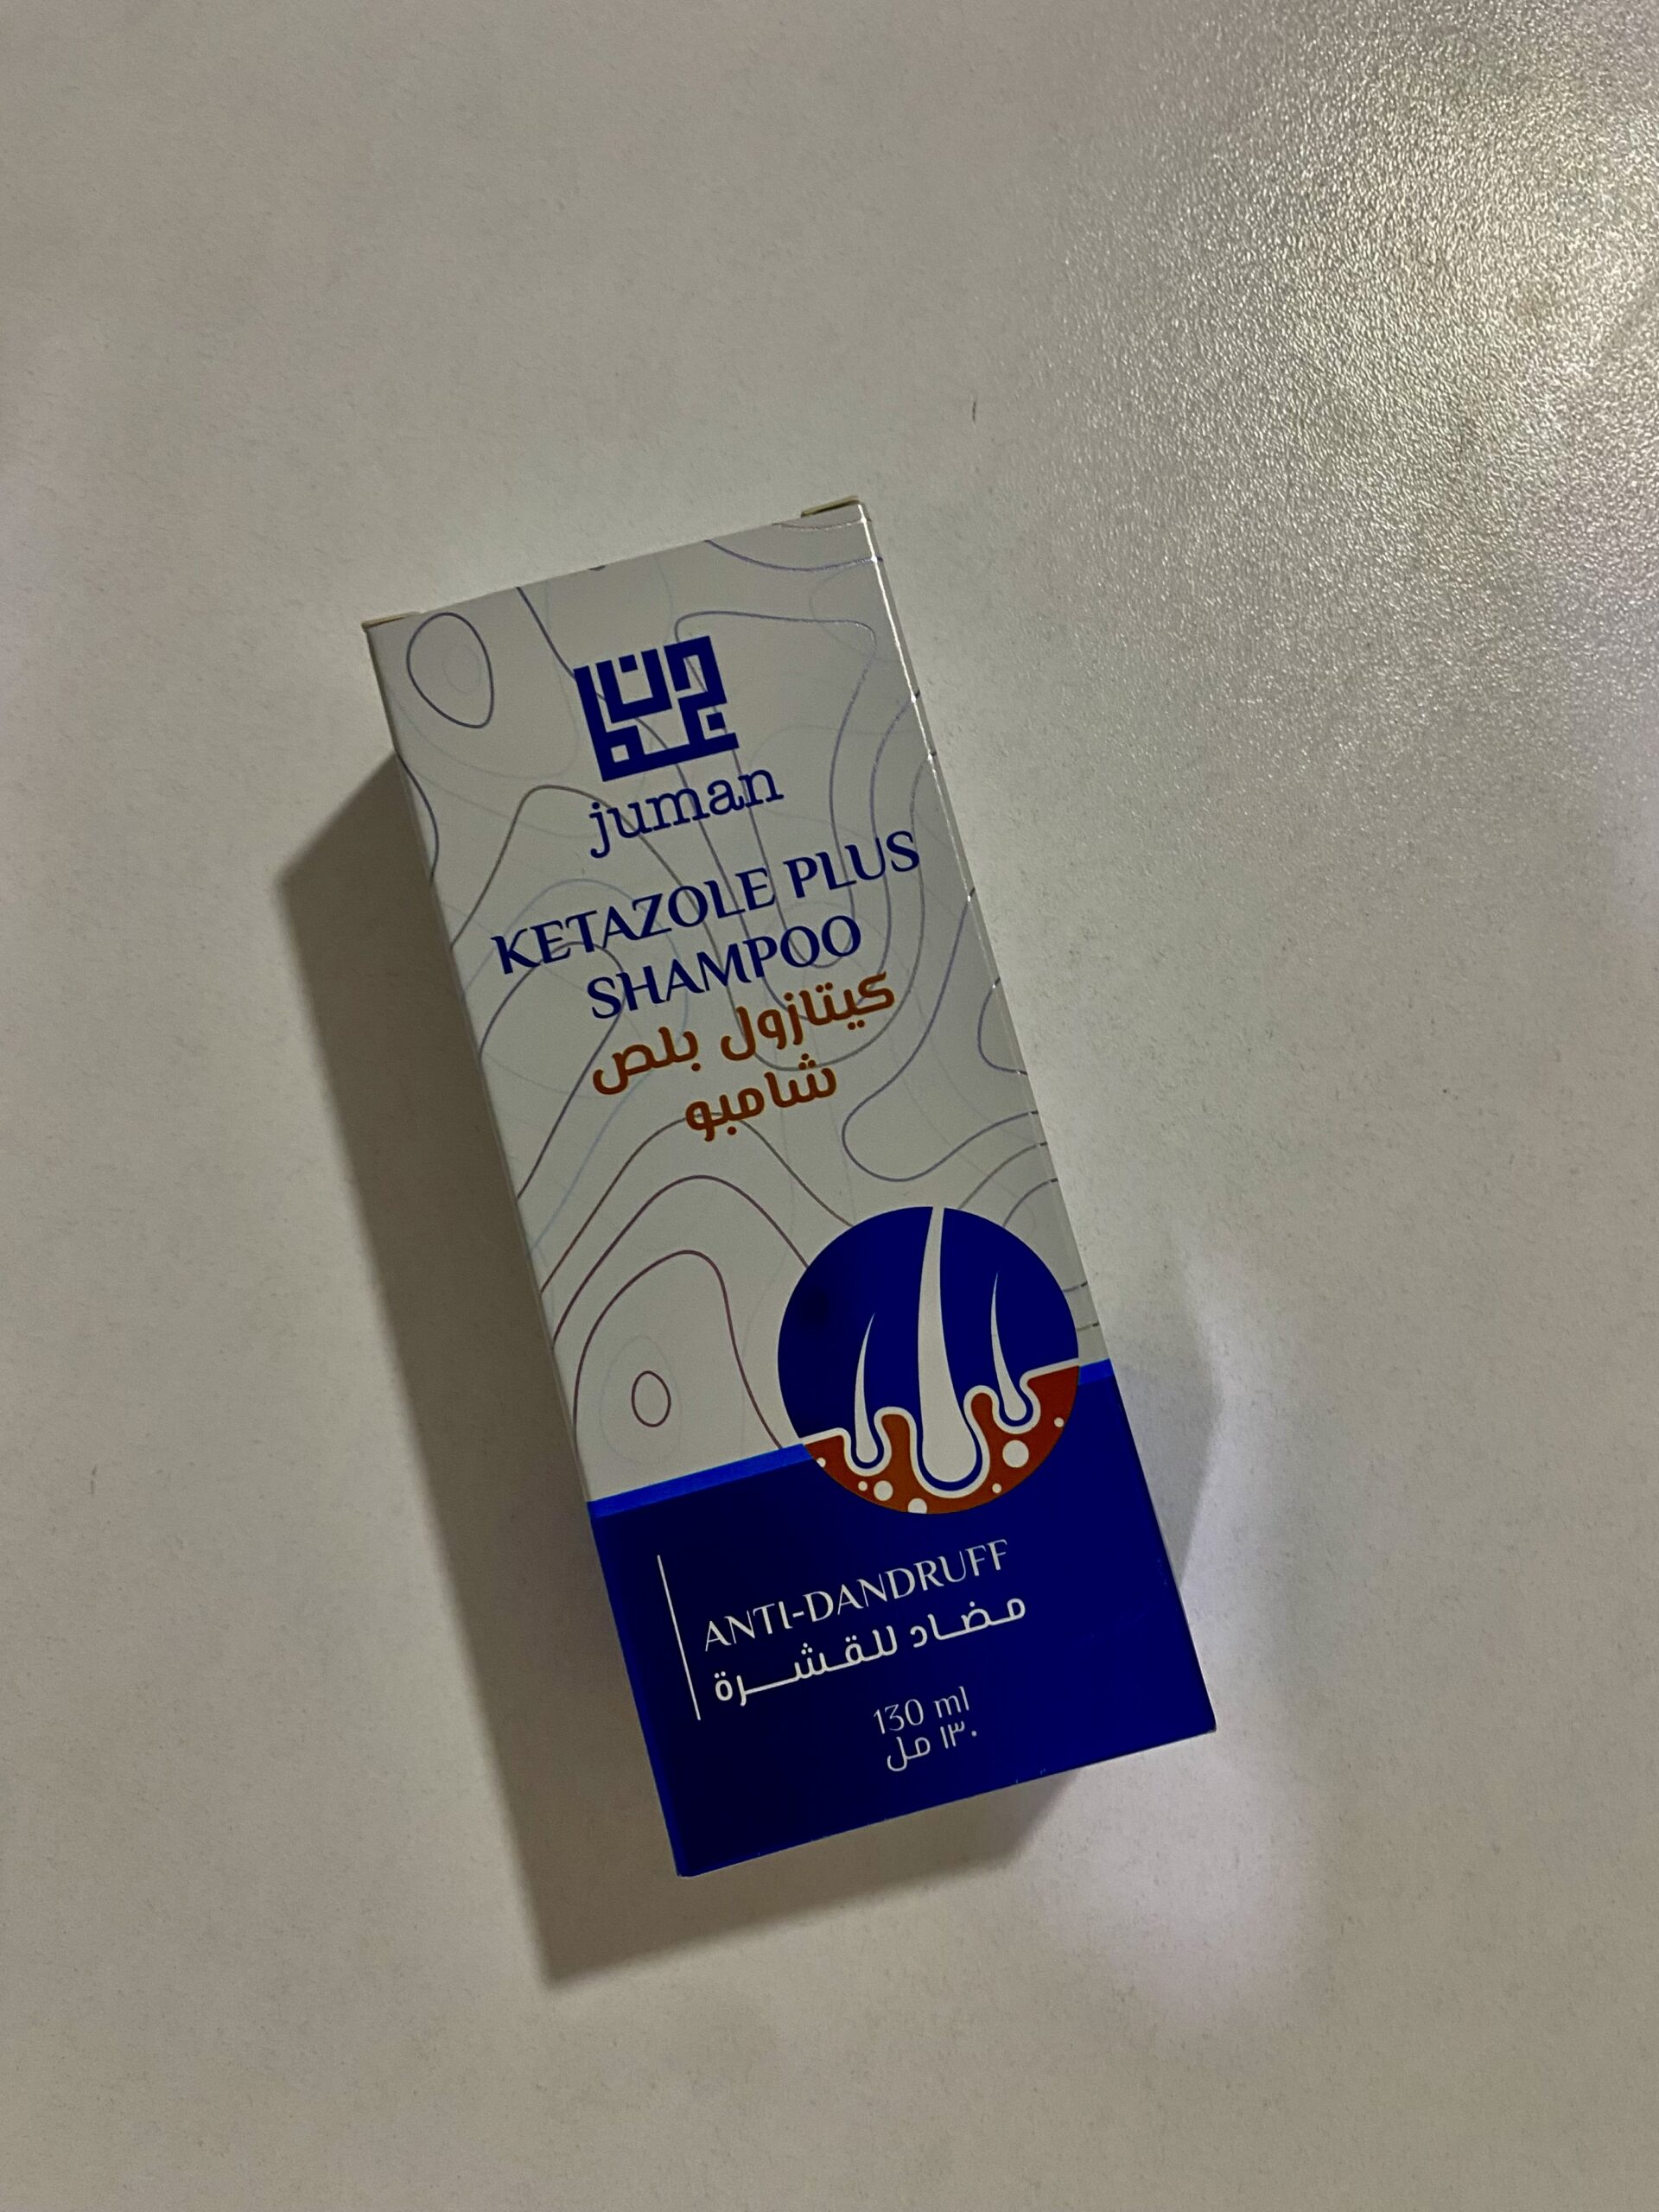 جمان
juman
KETAZOLE PLUS
SHAMPOO
كيتازول بلص
شامبو
ANTI-DANDRUFF
مضاد للقشرة
130 ml
١٣٠ مل